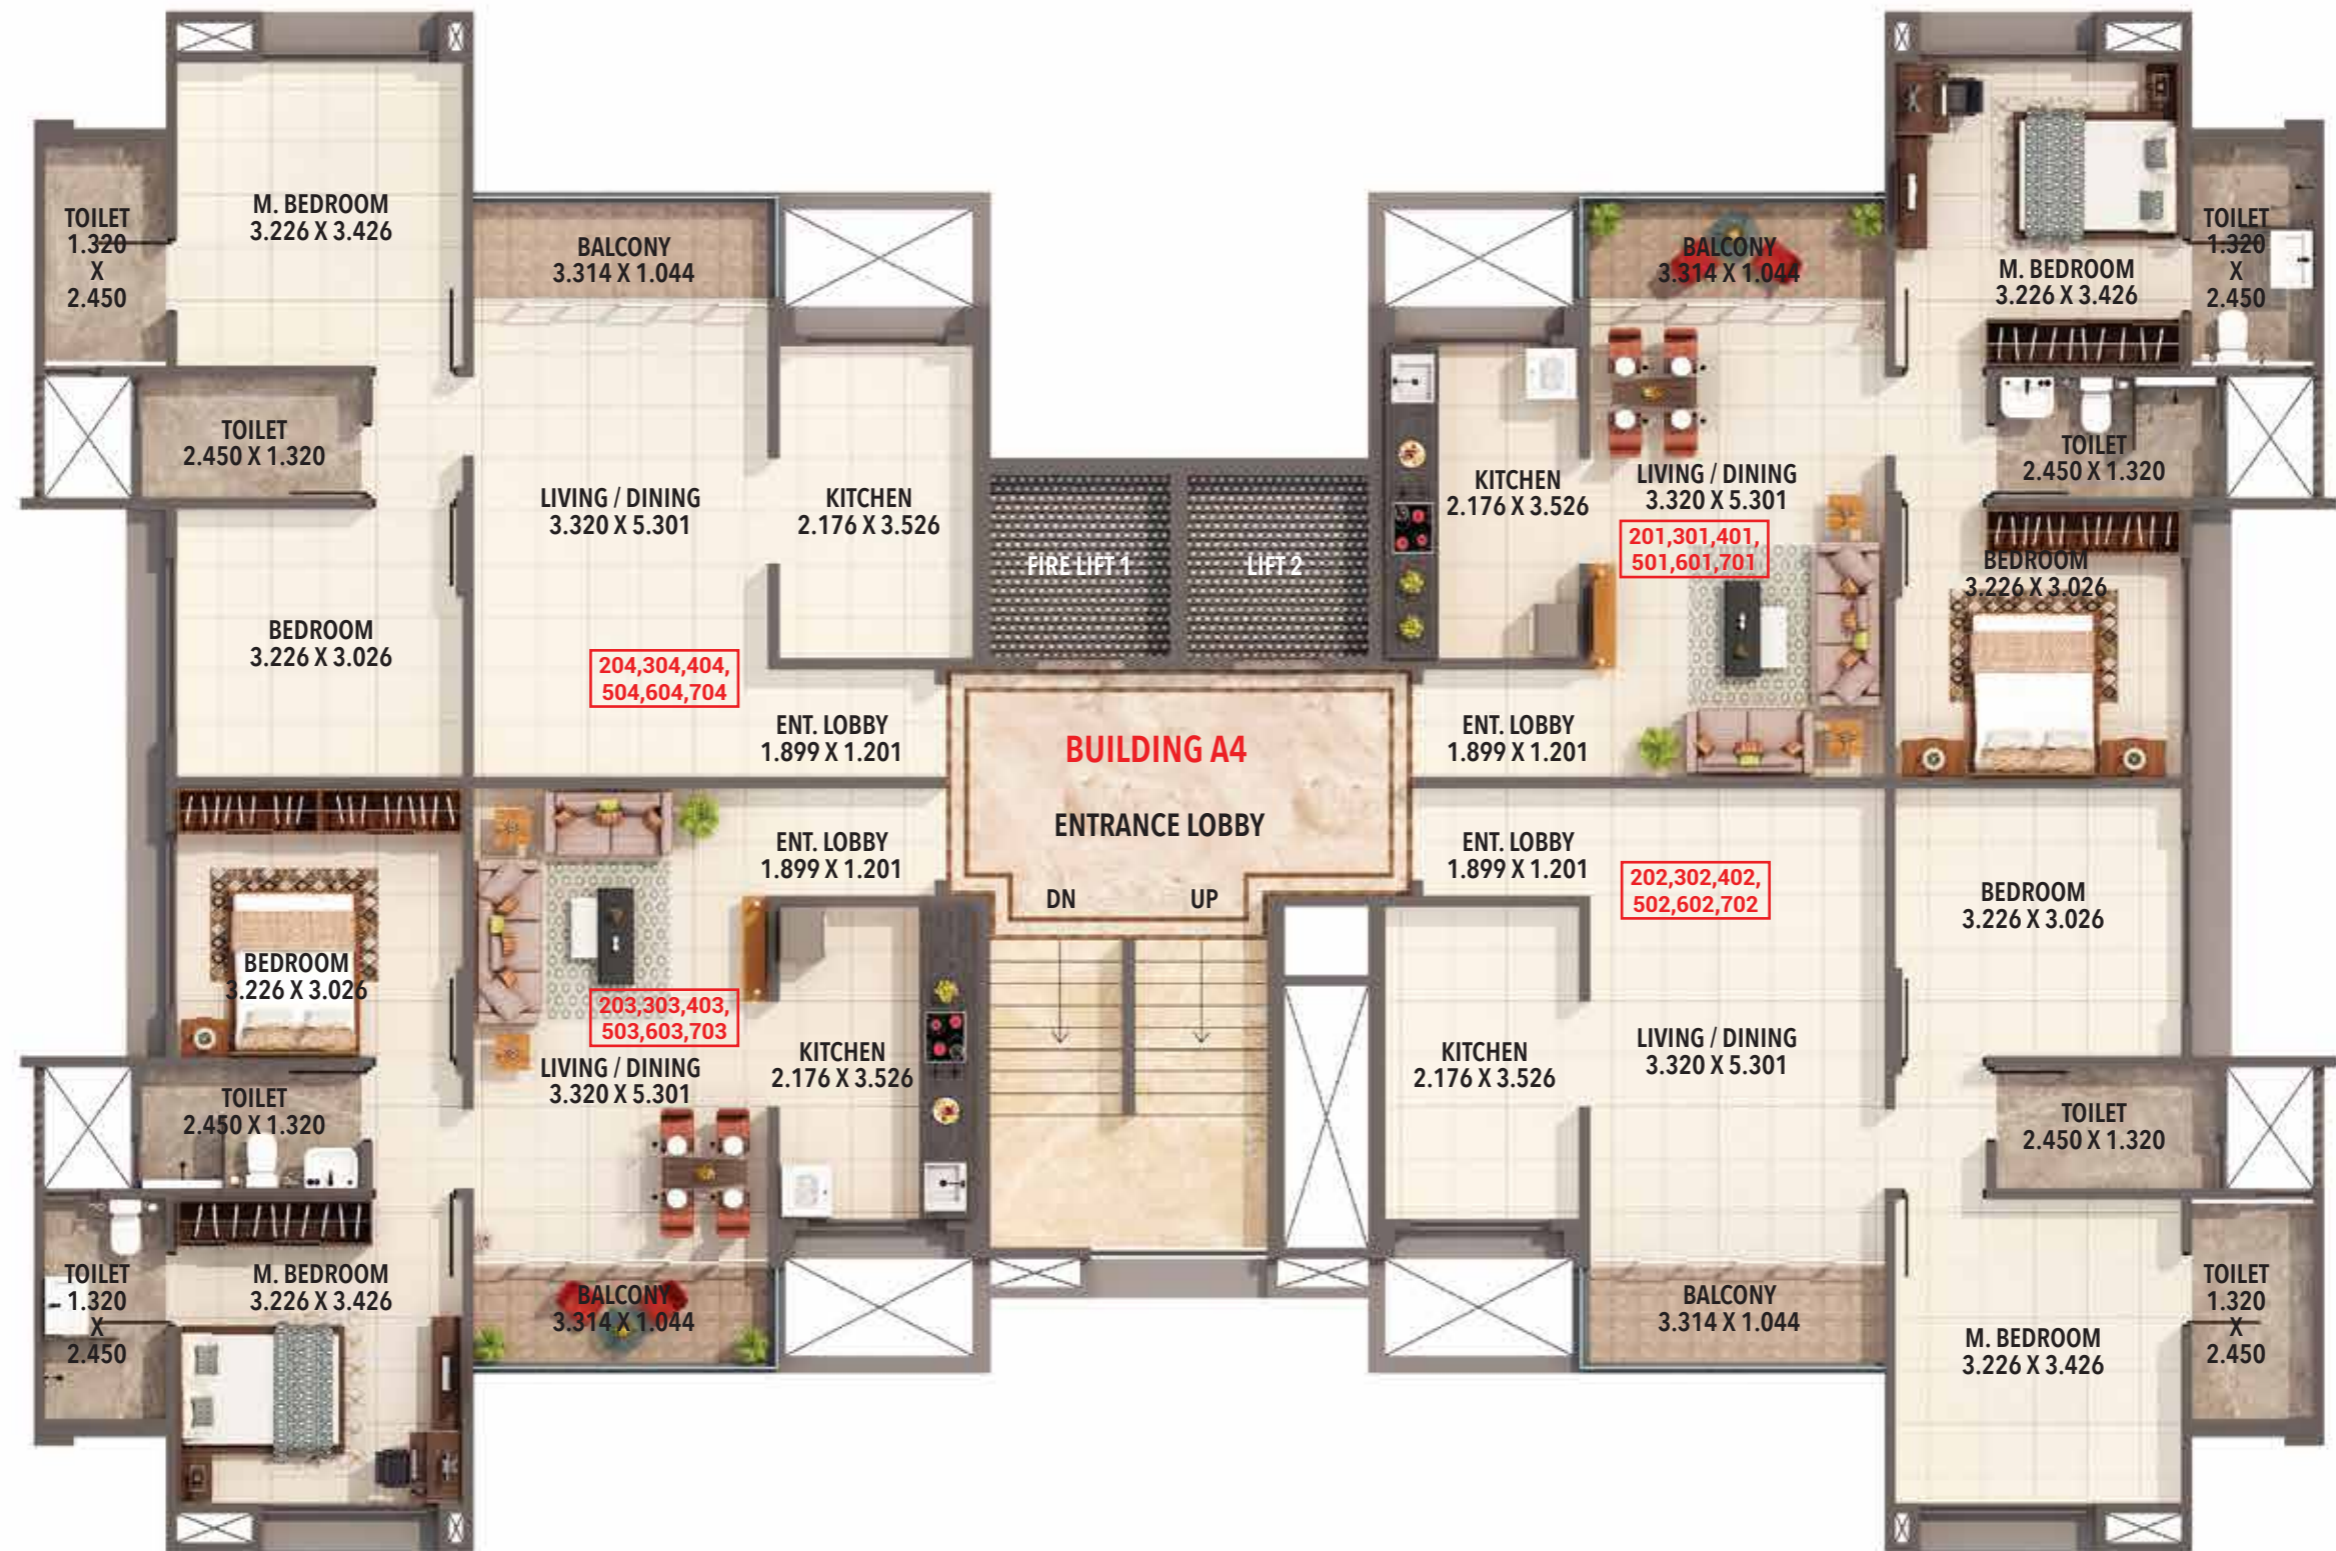 TOILET
1.320
X
2.450
M. BEDROOM
3.226 X 3.426
BALCONY
3.314 X 1.044
TOILET
2.450 X 1.320
LIVING / DINING
3.320 X 5.301
KITCHEN
2.176 X 3.526
BEDROOM
3.226 X 3.026
204,304,404,
504,604,704
ENT. LOBBY
1.899 X 1.201
FIRE LIFT 1
LIFT 2
BALCONY
3.314 X 1.044
M. BEDROOM
3.226 X 3.426
TOILET
1.320
X
2.450
KITCHEN
2.176 X 3.526
LIVING / DINING
3.320 X 5.301
201,301,401,
501,601,701
TOILET
2.450 X 1.320
BEDROOM
3.226 X 3.026
ENT. LOBBY
1.899 X 1.201
BUILDING A4
ENTRANCE LOBBY
DN
UP
ENT. LOBBY
1.899 X 1.201
BEDROOM
3.226 X 3.026
203,303,403,
503,603,703
LIVING / DINING
3.320 X 5.301
KITCHEN
2.176 X 3.526
TOILET
2.450 X 1.320
TOILET
1.320
X
2.450
M. BEDROOM
3.226 X 3.426
BALCONY
3.314 X 1.044
ENT. LOBBY
1.899 X 1.201
202,302,402,
502,602,702
BEDROOM
3.226 X 3.026
KITCHEN
2.176 X 3.526
LIVING / DINING
3.320 X 5.301
TOILET
2.450 X 1.320
BALCONY
3.314 X 1.044
M. BEDROOM
3.226 X 3.426
TOILET
1.320
X
2.450